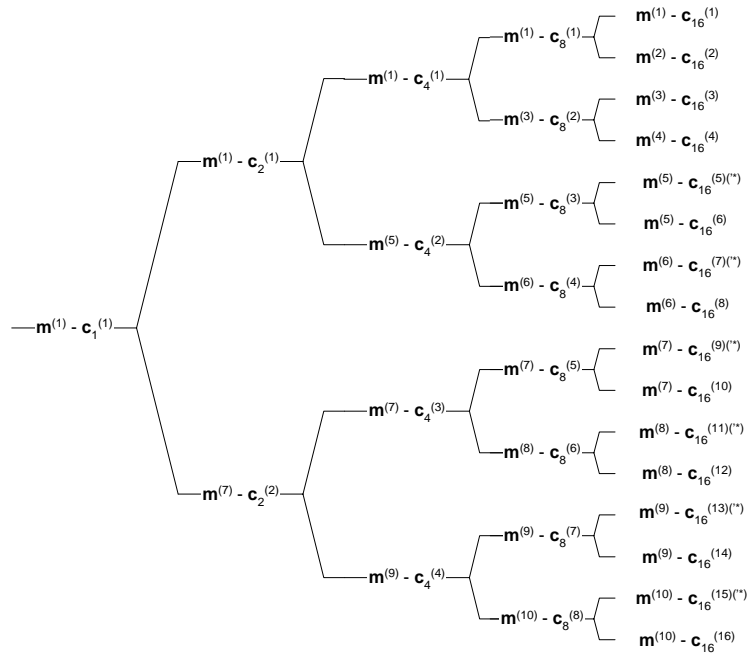 m(1) - c16(1)
m(1) - c8(1)
m(2) - c16(2)
m(1) - c4(1)
m(3) - c16(3)
m(3) - c8(2)
m(4) - c16(4)
m(1) - c2(1)
m(5) - c16(5)(*)
m(5) - c8(3)
m(5) - c16(6)
m(5) - c4(2)
m(6) - c16(7)(*)
m(6) - c8(4)
m(6) - c16(8)
m(1) - c1(1)
m(7) - c16(9)(*)
m(7) - c8(5)
m(7) - c16(10)
m(7) - c4(3)
m(8) - c16(11)(*)
m(8) - c8(6)
m(8) - c16(12)
m(7) - c2(2)
m(9) - c16(13)(*)
m(9) - c8(7)
m(9) - c16(14)
m(9) - c4(4)
m(10) - c16(15)(*)
m(10) - c8(8)
m(10) - c16(16)